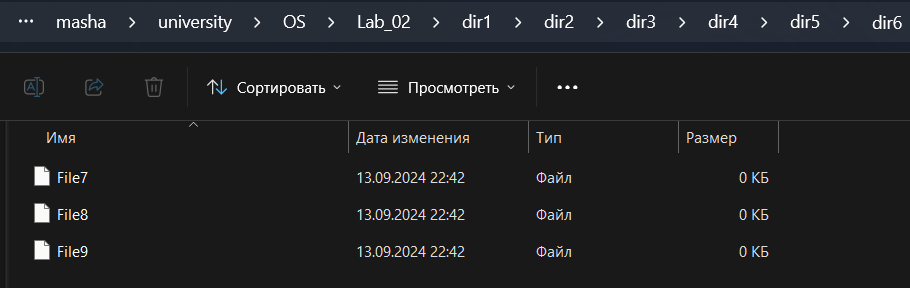 ··· masha > university > OS > Lab_02 > dir1 > dir2 > dir3 > dir4 > dir5 > dir6
Сортировать Просмотреть ···
Имя Дата изменения Тип Размер
File7 13.09.2024 22:42 Файл 0 КБ
File8 13.09.2024 22:42 Файл 0 КБ
File9 13.09.2024 22:42 Файл 0 КБ